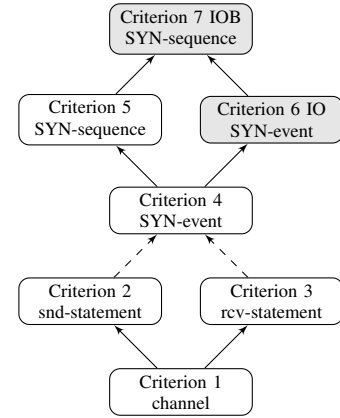 Criterion 7 IOB
SYN-sequence
Criterion 5
SYN-sequence
Criterion 6 IO
SYN-event
Criterion 4
SYN-event
Criterion 2
snd-statement
Criterion 3
rcv-statement
Criterion 1
channel